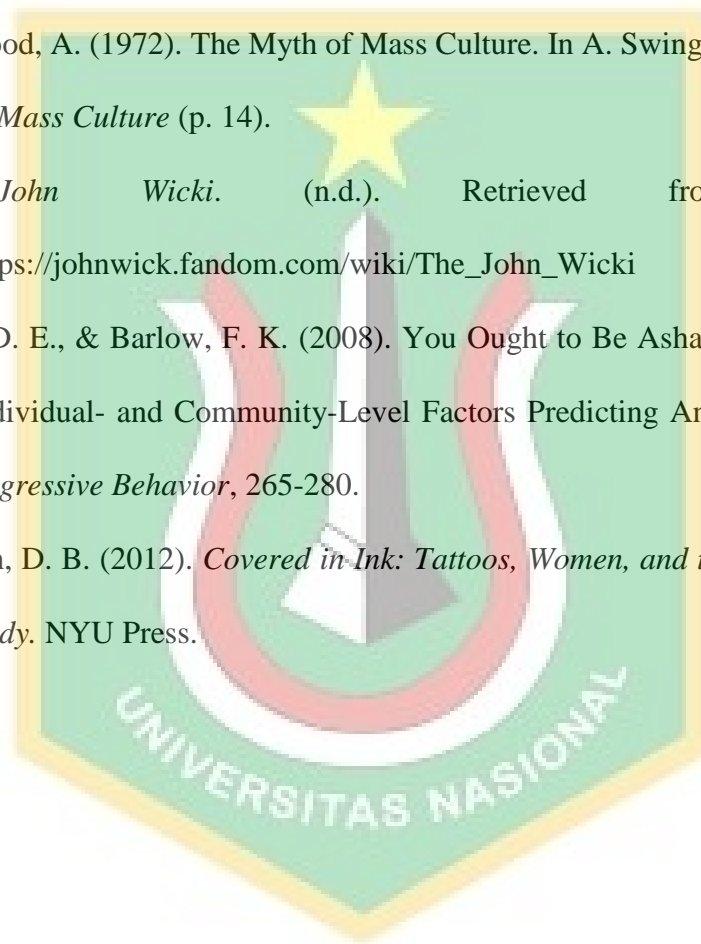 ood, A. (1972). The Myth of Mass Culture. In A. Swing
Mass Culture (p. 14).
John Wicki. (n.d.). Retrieved fro
ps://johnwick.fandom.com/wiki/The_John_Wicki
D. E., & Barlow, F. K. (2008). You Ought to Be Asha
dividual- and Community-Level Factors Predicting An
gressive Behavior, 265-280.
n, D. B. (2012). Covered in Ink: Tattoos, Women, and t
dy. NYU Press.
UNIVERSITAS NASIONAL